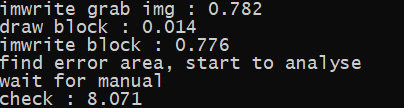 imwrite grab img : 0.782
draw block : 0.014
imwrite block : 0.776
find error area, start to analyse
wait for manual
check : 8.071